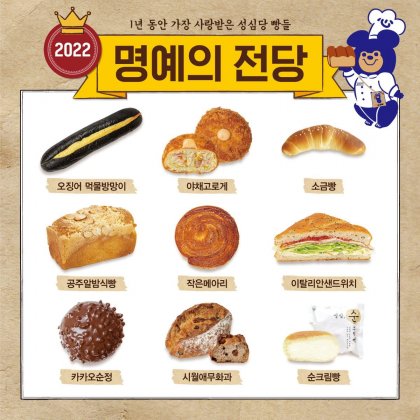 1년 동안 가장 사랑받은 성심당 빵들
2022
명예의 전당
오징어 먹물방망이
야채고로케
소금빵
공주알밤식빵
작은메아리
이탈리안샌드위치
카카오순정
시월애무화과
순크림빵
순